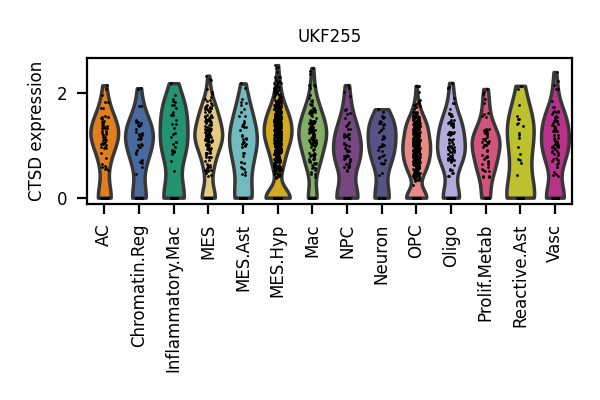 UKF255
CTSD expression
2
0
AC
Chromatin.Reg
Inflammatory.Mac
MES
MES.Ast
MES.Hyp
Mac
NPC
Neuron
OPC
Oligo
Prolif.Metab
Reactive.Ast
Vasc